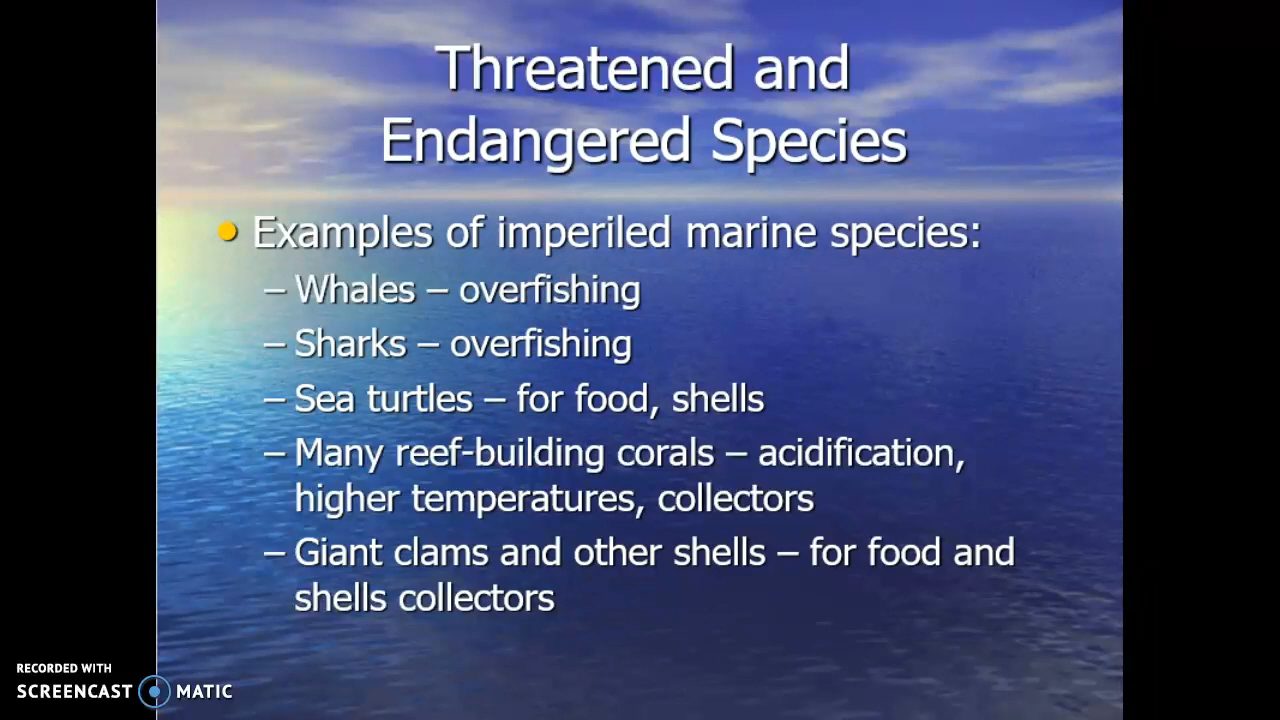 Threatened and
Endangered Species
• Examples of imperiled marine species:
– Whales – overfishing
– Sharks – overfishing
– Sea turtles – for food, shells
– Many reef-building corals – acidification,
higher temperatures, collectors
– Giant clams and other shells – for food and
shells collectors
RECORDED WITH
SCREENCAST MATIC